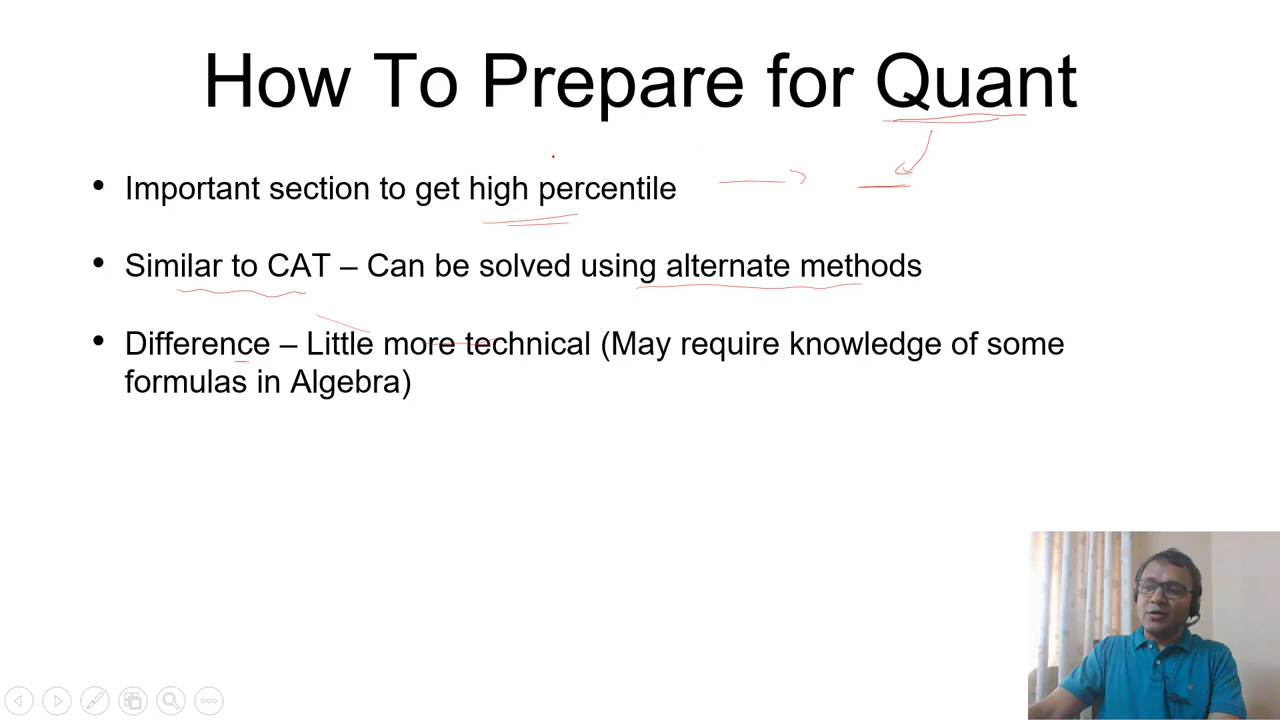 How To Prepare for Quant
• Important section to get high percentile
• Similar to CAT – Can be solved using alternate methods
• Difference – Little more technical (May require knowledge of some
formulas in Algebra)